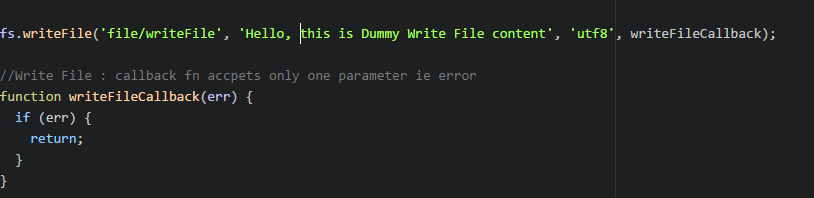 fs.writeFile('file/writeFile', 'Hello, this is Dummy Write File content', 'utf8', writeFileCallback);
//Write File : callback fn accpets only one parameter ie error
function writeFileCallback(err) {
  if (err) {
    return;
  }
}